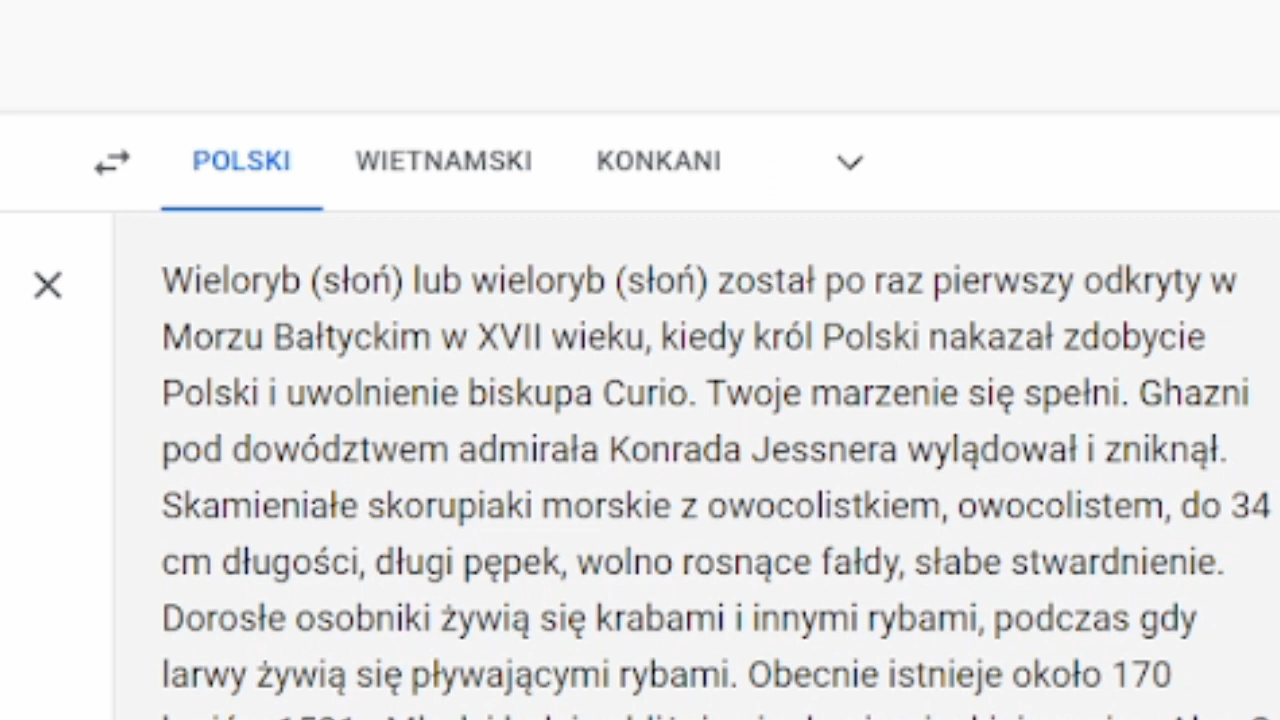 POLSKI WIETNAMSKI KONKANI
Wieloryb (słoń) lub wieloryb (słoń) został po raz pierwszy odkryty w
Morzu Bałtyckim w XVII wieku, kiedy król Polski nakazał zdobycie
Polski i uwolnienie biskupa Curio. Twoje marzenie się spełni. Ghazni
pod dowództwem admirała Konrada Jessnera wylądował i zniknął.
Skamieniałe skorupiaki morskie z owocolistkiem, owocolistem, do 34
cm długości, długi pępek, wolno rosnące fałdy, słabe stwardnienie.
Dorosłe osobniki żywią się krabami i innymi rybami, podczas gdy
larwy żywią się pływającymi rybami. Obecnie istnieje około 170